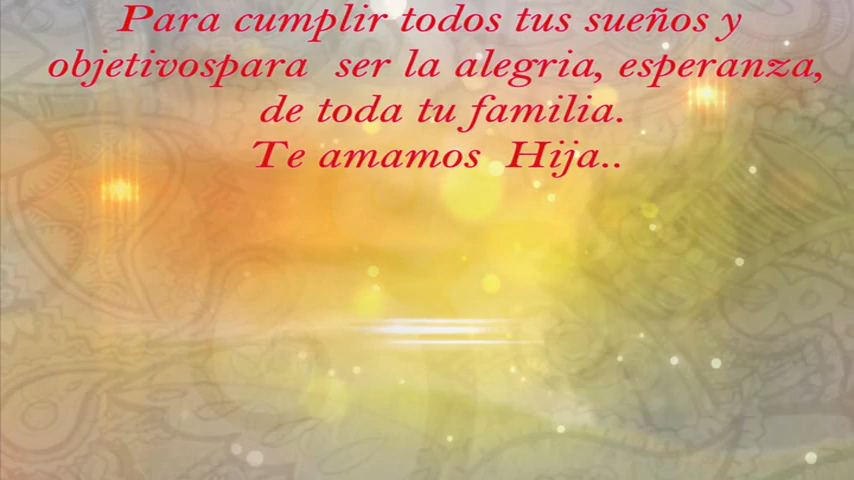 Para cumplir todos tus sueños y
objetivospara ser la alegria, esperanza,
de toda tu familia.
Te amamos Hija..